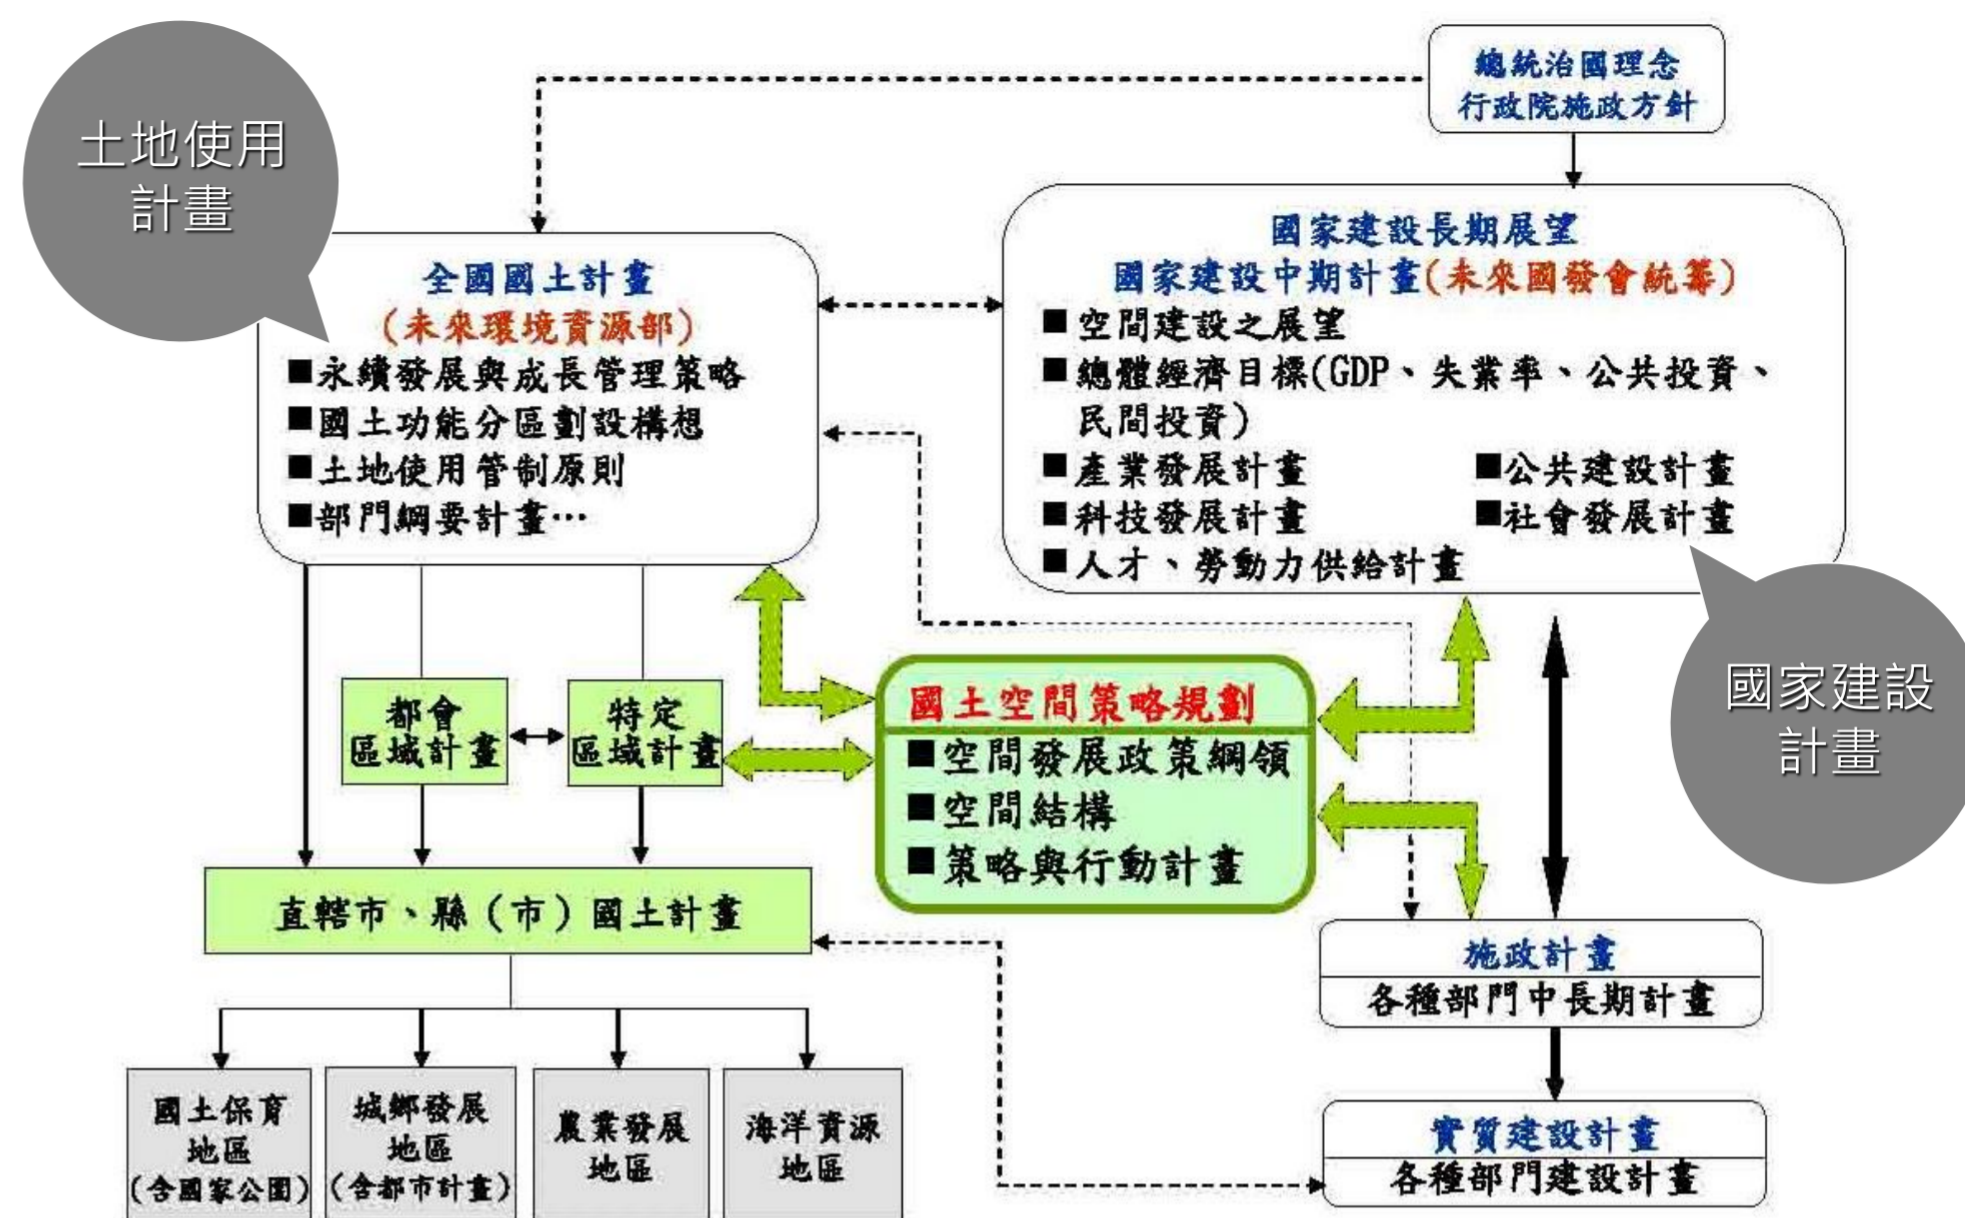 土地使用
計畫
總統治國理念
行政院施政方針
全國國土計畫
(未來環境資源部)
■永續發展與成長管理策略
■國土功能分區劃設構想
■土地使用管制原則
■部門綱要計畫…
國家建設長期展望
國家建設中期計畫(未來國發會統籌)
■空間建設之展望
■總體經濟目標(GDP、失業率、公共投資、
民間投資)
■產業發展計畫 ■公共建設計畫
■科技發展計畫 ■社會發展計畫
■人才、勞動力供給計畫
國家建設
計畫
都會
區域計畫
特定
區域計畫
國土空間策略規劃
■空間發展政策綱領
■空間結構
■策略與行動計畫
直轄市、縣（市）國土計畫
施政計畫
各種部門中長期計畫
國土保育
地區
(含國家公園)
城鄉發展
地區
(含都市計畫)
農業發展
地區
海洋資源
地區
實質建設計畫
各種部門建設計畫